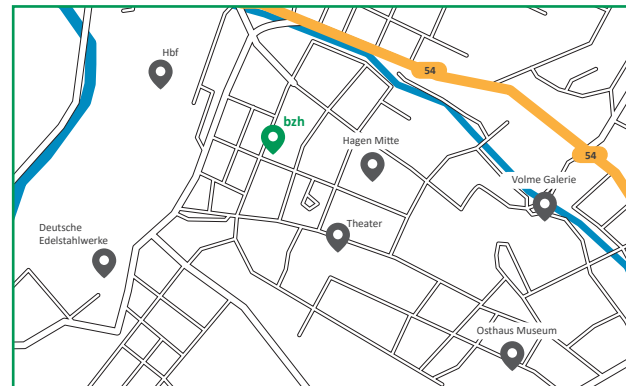 Hbf
54
bzh
Hagen Mitte
54
Volme Galerie
Theater
Deutsche
Edelstahlwerke
Osthaus Museum